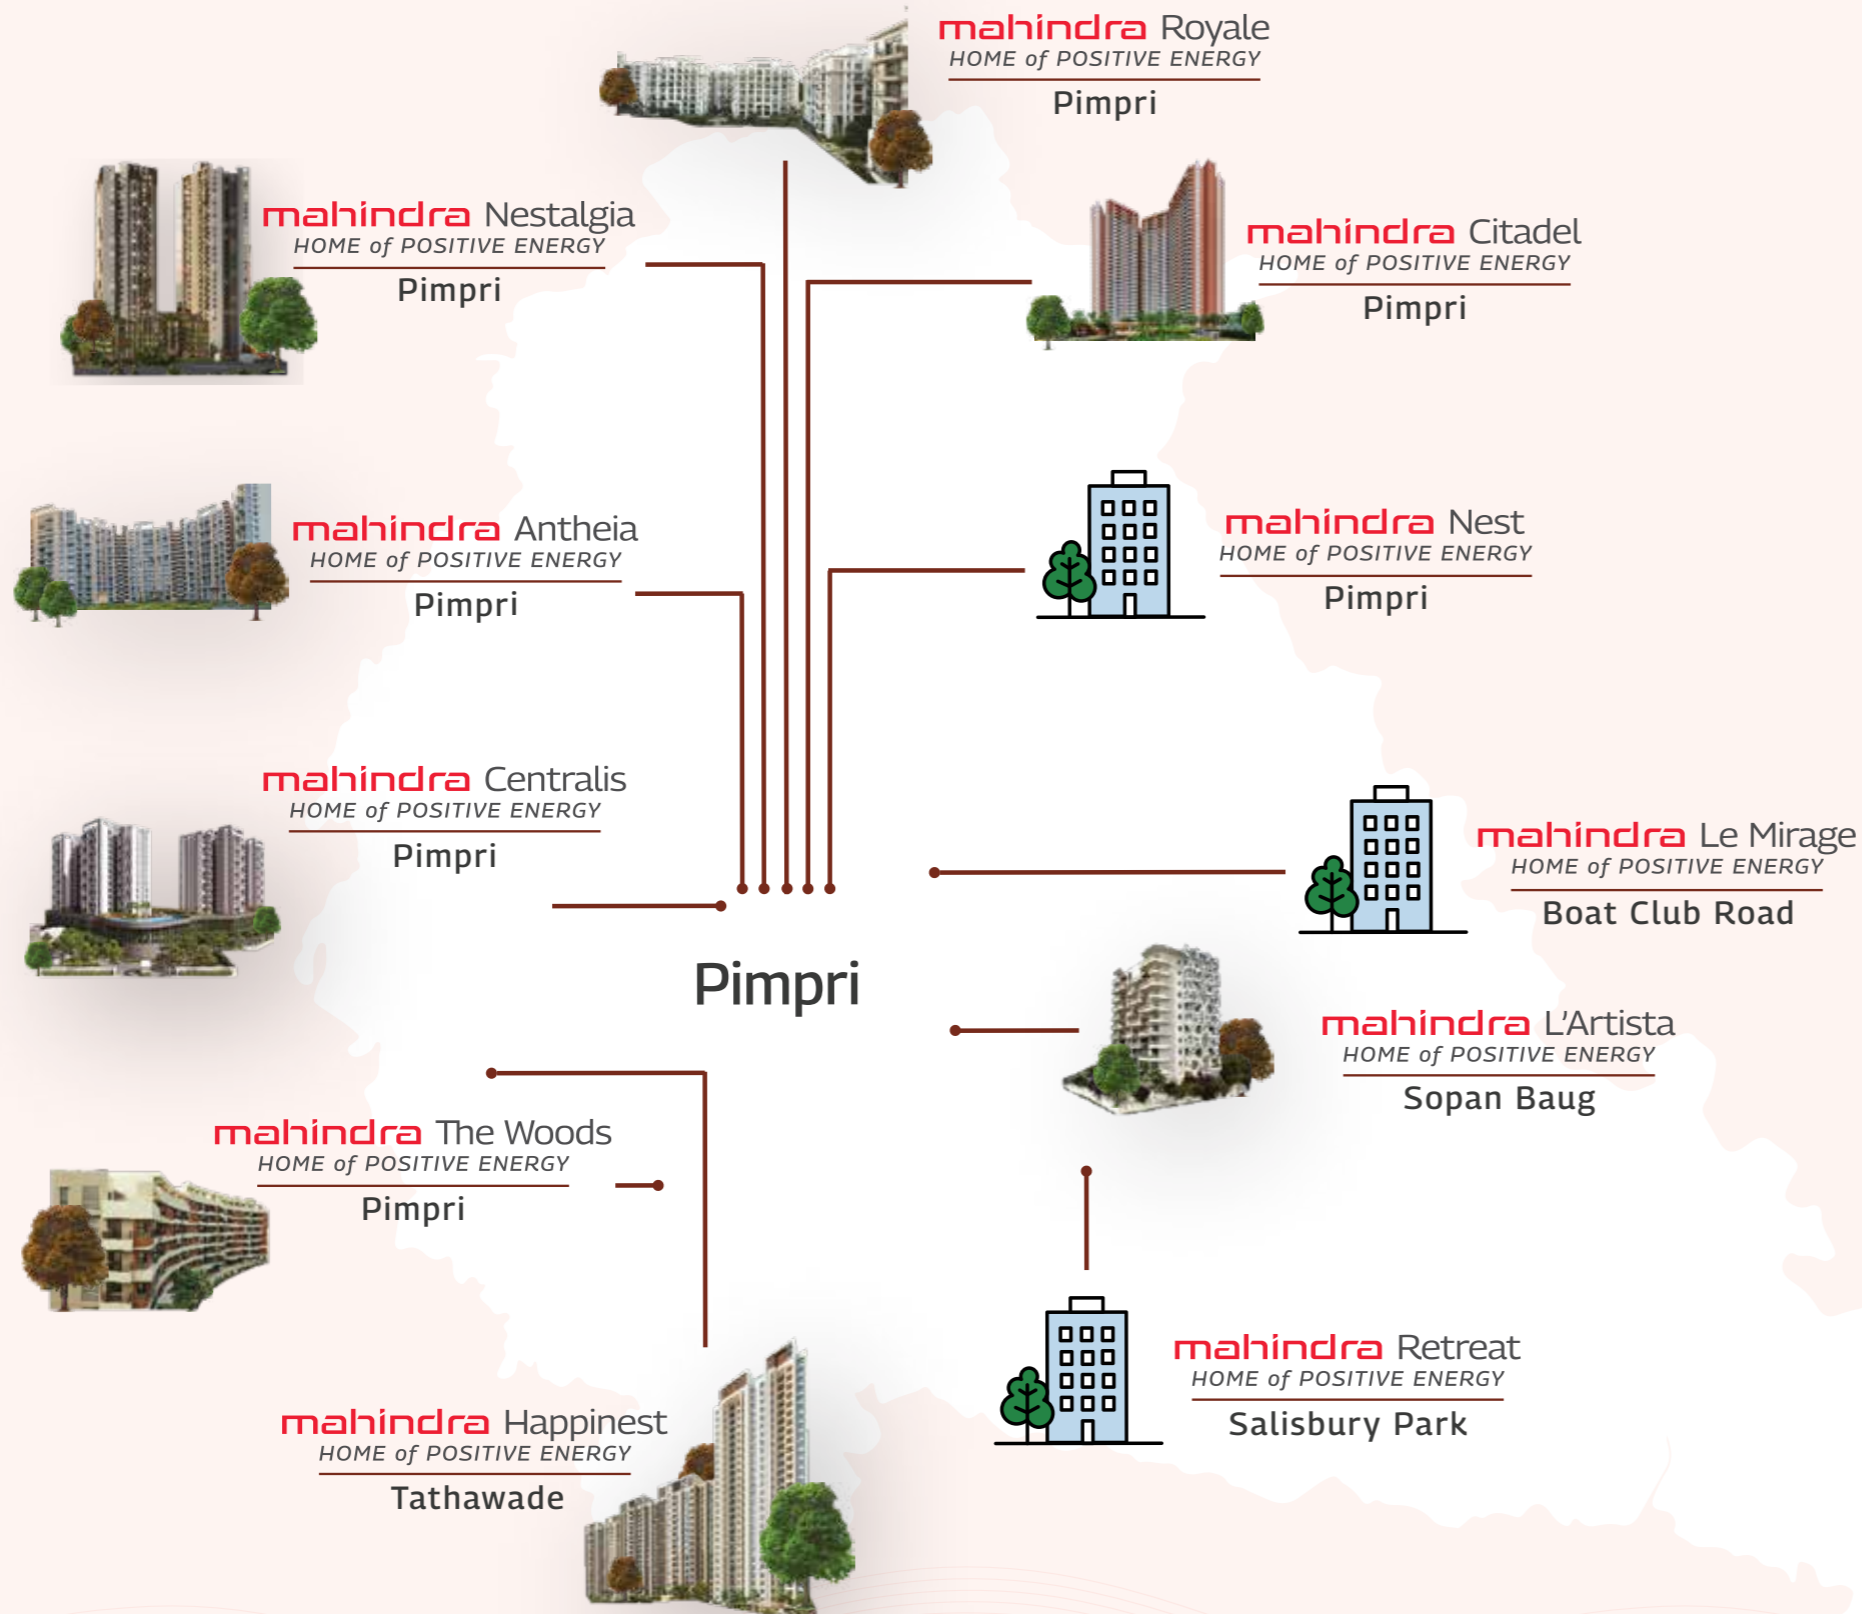 mahindra Royale
HOME of POSITIVE ENERGY
Pimpri
mahindra Nestalgia
HOME of POSITIVE ENERGY
Pimpri
mahindra Citadel
HOME of POSITIVE ENERGY
Pimpri
mahindra Antheia
HOME of POSITIVE ENERGY
Pimpri
mahindra Nest
HOME of POSITIVE ENERGY
Pimpri
mahindra Centralis
HOME of POSITIVE ENERGY
Pimpri
mahindra Le Mirage
HOME of POSITIVE ENERGY
Boat Club Road
Pimpri
mahindra L'Artista
HOME of POSITIVE ENERGY
Sopan Baug
mahindra The Woods
HOME of POSITIVE ENERGY
Pimpri
mahindra Retreat
HOME of POSITIVE ENERGY
Salisbury Park
mahindra Happinest
HOME of POSITIVE ENERGY
Tathawade